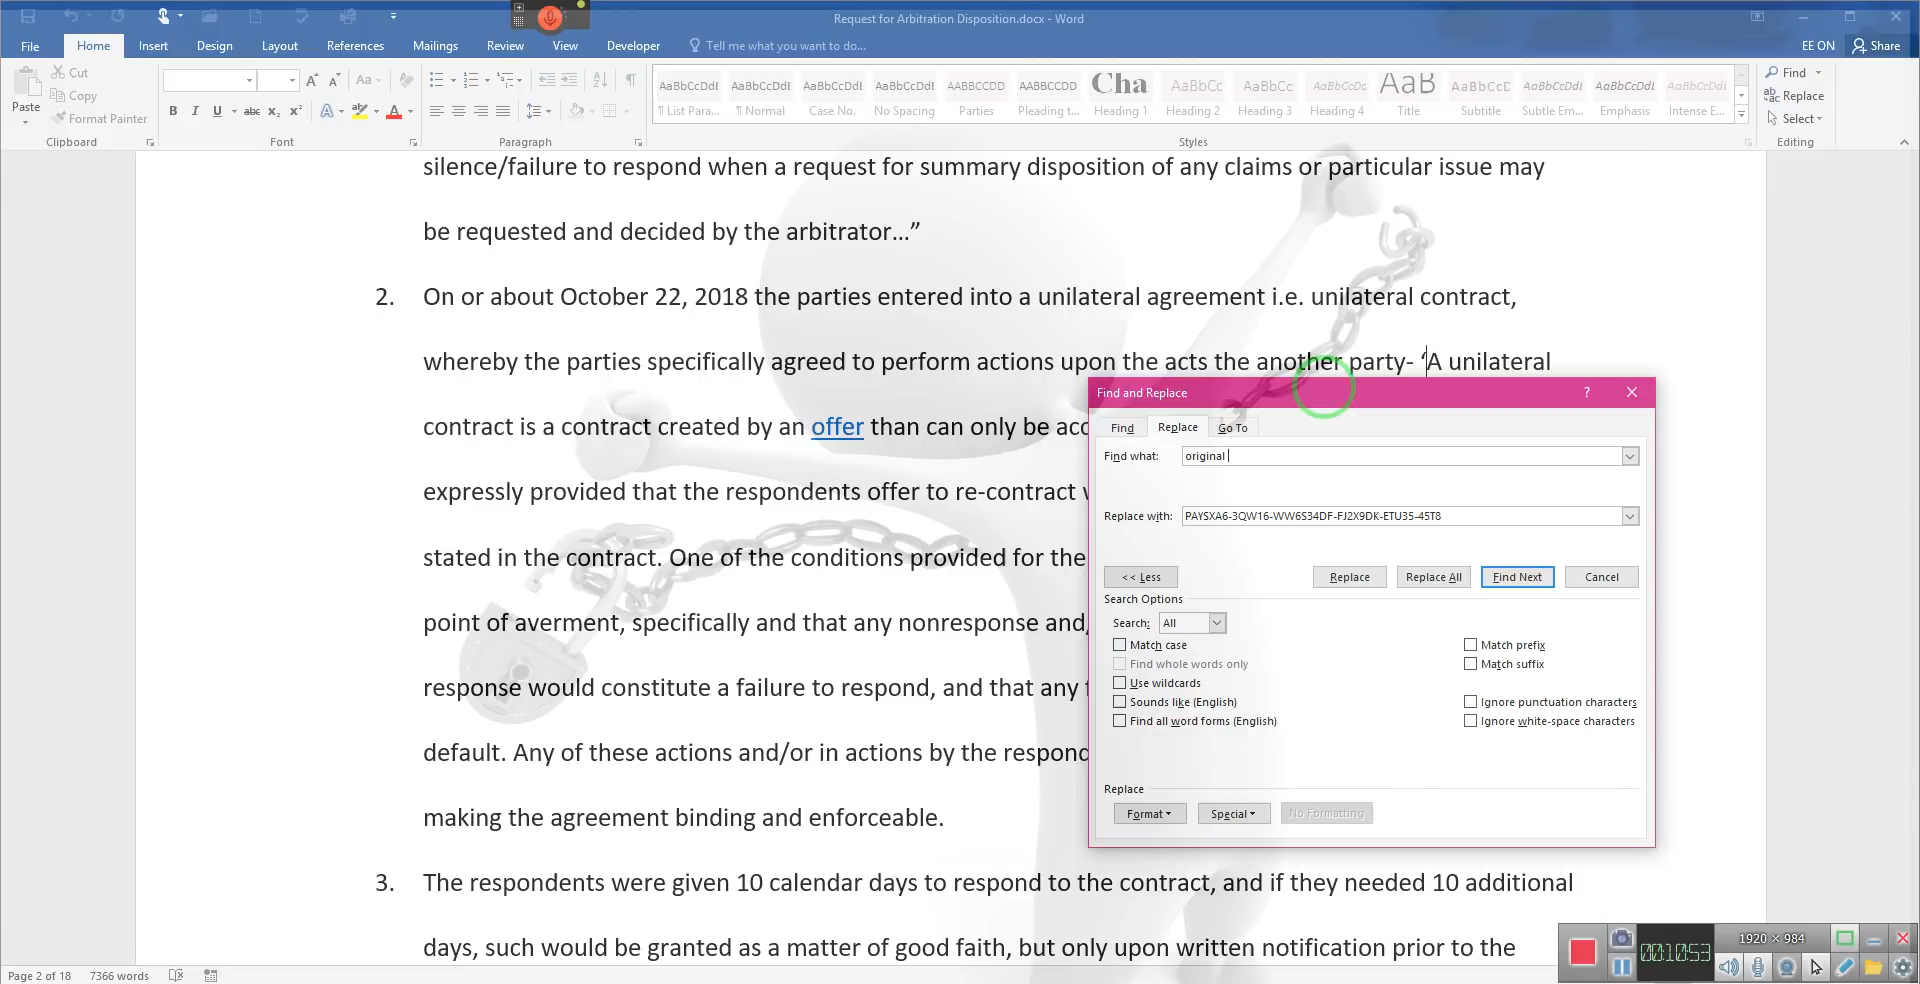 Request for Arbitration Disposition.docx - Word
File Home Insert Design Layout References Mailings Review View Developer Tell me what you want to do... EE ON Share
Paste
Cut
Copy
Format Painter
Clipboard
Aa
B I U abc x₂ x² A A
Font
Paragraph
¶ List Para...
¶ Normal
Case No.
No Spacing
Parties
Pleading t...
Heading 1
Heading 2
Heading 3
Heading 4
Title
Subtitle
Subtle Em...
Emphasis
Intense E...
Styles
Find
Replace
Select
Editing
silence/failure to respond when a request for summary disposition of any claims or particular issue may
be requested and decided by the arbitrator…”
2. On or about October 22, 2018 the parties entered into a unilateral agreement i.e. unilateral contract,
whereby the parties specifically agreed to perform actions upon the acts the another party- ‘A unilateral
contract is a contract created by an offer than can only be acc
expressly provided that the respondents offer to re-contract
stated in the contract. One of the conditions provided for the
point of averment, specifically and that any nonresponse and/
response would constitute a failure to respond, and that any
default. Any of these actions and/or in actions by the respond
making the agreement binding and enforceable.
3. The respondents were given 10 calendar days to respond to the contract, and if they needed 10 additional
days, such would be granted as a matter of good faith, but only upon written notification prior to the
Find and Replace ? ×
Find Replace Go To
Find what: original
Replace with: PAYSXA6-3QW16-WW6S34DF-FJ2X9DK-ETU35-45T8
<< Less Replace Replace All Find Next Cancel
Search Options
Search: All
Match case
Find whole words only
Use wildcards
Sounds like (English)
Find all word forms (English)
Match prefix
Match suffix
Ignore punctuation characters
Ignore white-space characters
Replace
Format Special No Formatting
00:10:53 1920 × 984
Page 2 of 18 7366 words